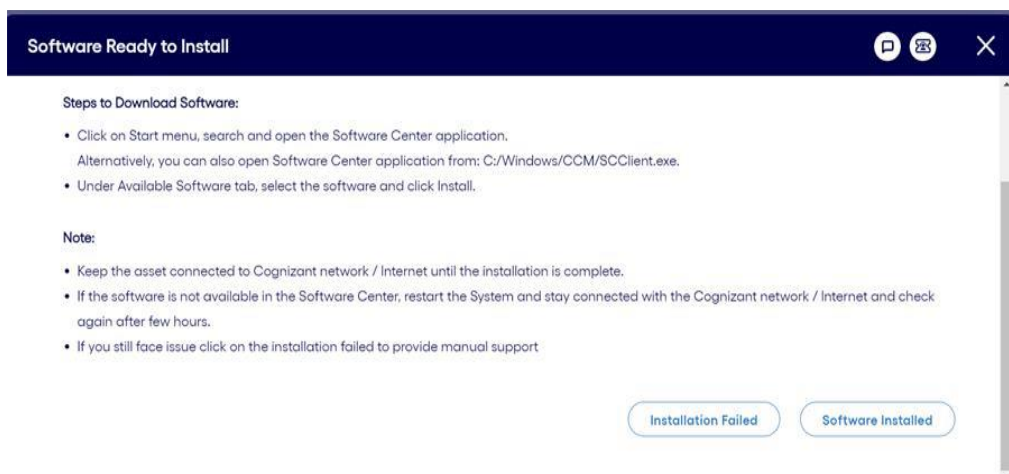 Software Ready to Install
Steps to Download Software:
• Click on Start menu, search and open the Software Center application.
Alternatively, you can also open Software Center application from: C:/Windows/CCM/SCClient.exe.
• Under Available Software tab, select the software and click Install.
Note:
• Keep the asset connected to Cognizant network / Internet until the installation is complete.
• If the software is not available in the Software Center, restart the System and stay connected with the Cognizant network / Internet and check
again after few hours.
• If you still face issue click on the installation failed to provide manual support
Installation Failed
Software Installed